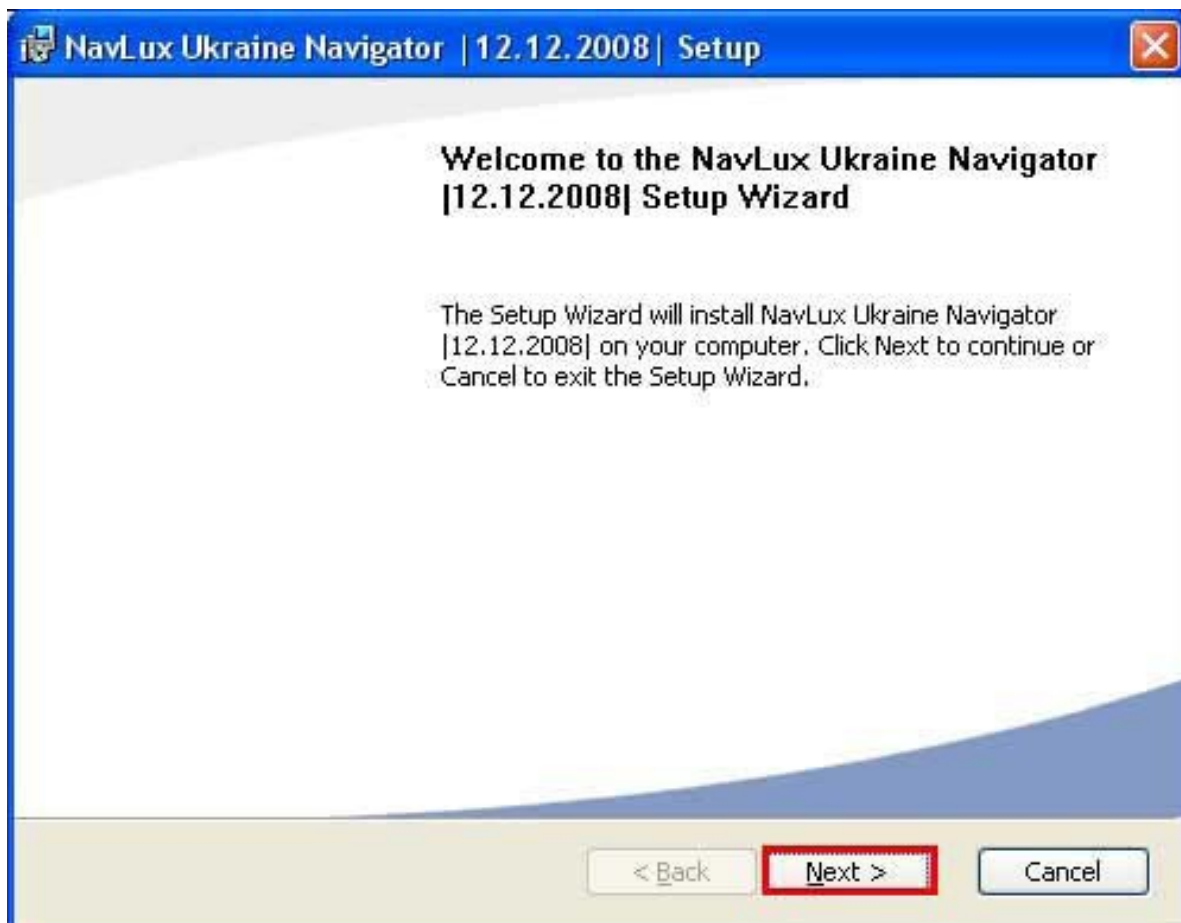 NavLux Ukraine Navigator |12.12.2008| Setup
Welcome to the NavLux Ukraine Navigator
|12.12.2008| Setup Wizard
The Setup Wizard will install NavLux Ukraine Navigator
|12.12.2008| on your computer. Click Next to continue or
Cancel to exit the Setup Wizard.
< Back Next > Cancel